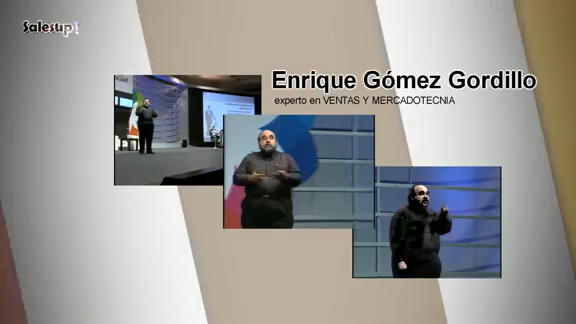 Salesup!
Enrique Gómez Gordillo
experto en VENTAS Y MERCADOTECNIA